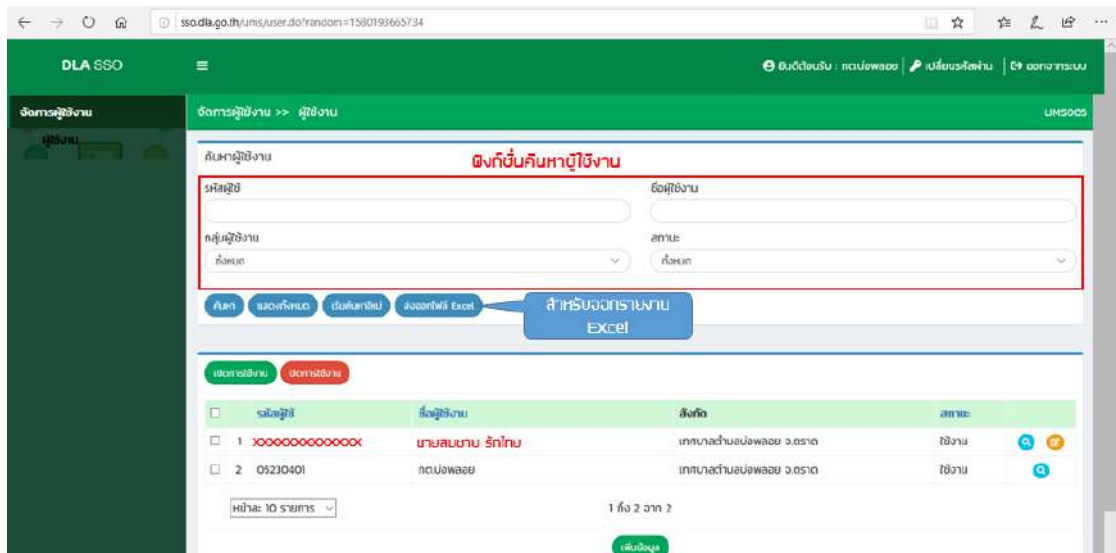 sso.dla.go.th/ums/user.do?random=1580193665734
DLA SSO
ยินดีต้อนรับ : ทต.บ่อพลอย | เปลี่ยนรหัสผ่าน | ออกจากระบบ
จัดการผู้ใช้งาน
จัดการผู้ใช้งาน >> ผู้ใช้งาน
ผู้ใช้งาน
ค้นหาผู้ใช้งาน
ฟังก์ชั่นค้นหาผู้ใช้งาน
รหัสผู้ใช้ ชื่อผู้ใช้งาน
กลุ่มผู้ใช้งาน สถานะ
ทั้งหมด ทั้งหมด
ค้นหา แสดงทั้งหมด เริ่มค้นหาใหม่ ส่งออกไฟล์ Excel
สำหรับออกรายงาน
Excel
เปิดการใช้งาน ปิดการใช้งาน
รหัสผู้ใช้ ชื่อผู้ใช้งาน สังกัด สถานะ
1 XXXXXXXXXXXXX นายสมชาย รักไทย เทศบาลตำบลบ่อพลอย จ.ตราด ใช้งาน
2 05230401 ทต.บ่อพลอย เทศบาลตำบลบ่อพลอย จ.ตราด ใช้งาน
หน้าละ 10 รายการ 1 ถึง 2 จาก 2
เพิ่มข้อมูล